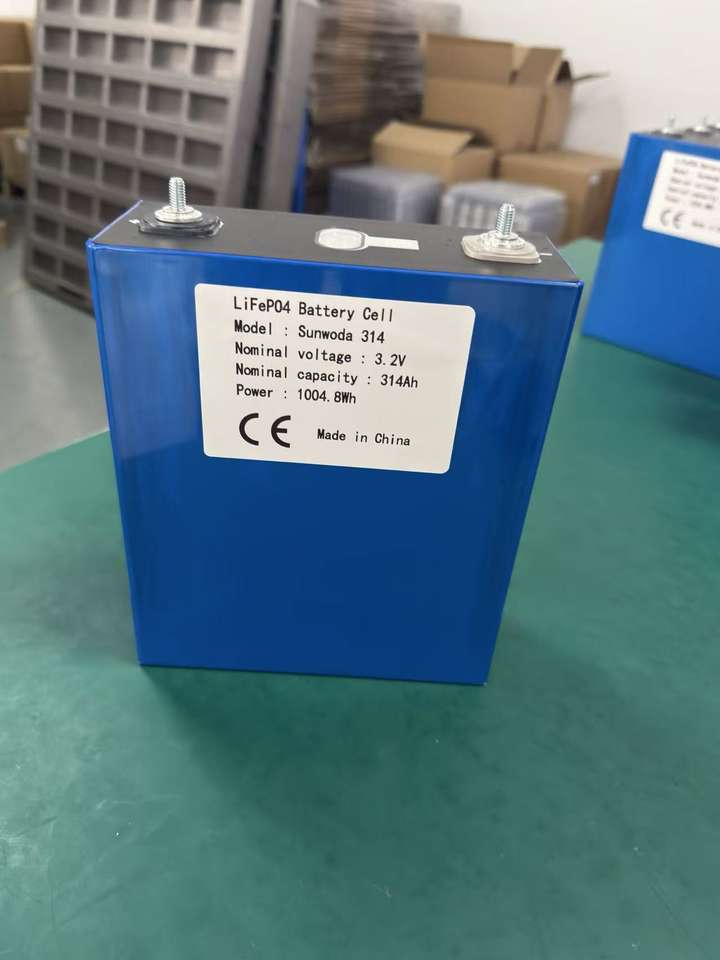 LiFePO4 Battery Cell
Model : Sunwoda 314
Nominal voltage : 3.2V
Nominal capacity : 314Ah
Power : 1004.8Wh
CE Made in China
CE